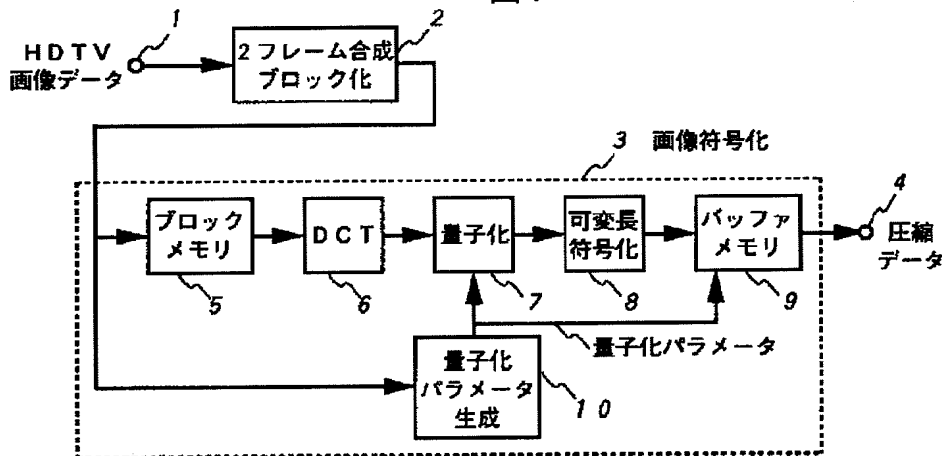 1
HDTV
画像データ
2フレーム合成
ブロック化
2
3 画像符号化
ブロック
メモリ
5
DCT
6
量子化
7
可変長
符号化
8
バッファ
メモリ
9
4
圧縮
データ
量子化パラメータ
量子化
パラメータ
生成
10